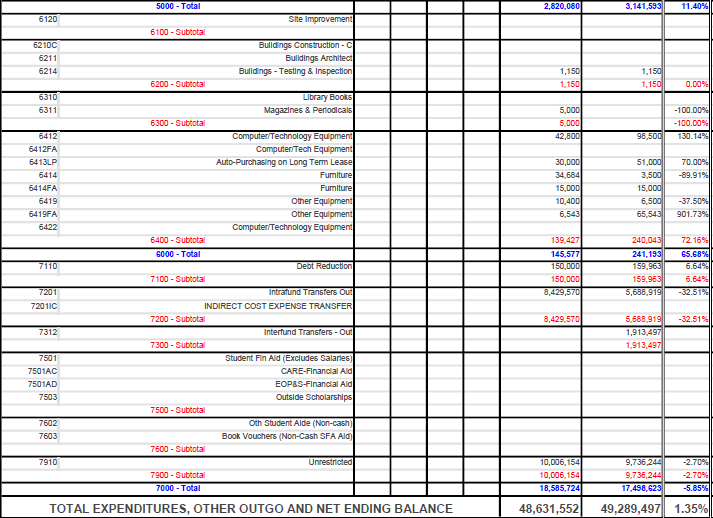 5000 - Total 2,820,080 3,141,593 11.40%
6120 Site Improvement
6100 - Subtotal
6210C Buildings Construction - C
6211 Buildings Architect
6214 Buildings - Testing & Inspection 1,150 1,150
6200 - Subtotal 1,150 1,150 0.00%
6310 Library Books
6311 Magazines & Periodicals 5,000 -100.00%
6300 - Subtotal 5,000 -100.00%
6412 Computer/Technology Equipment 42,800 98,500 130.14%
6412FA Computer/Tech Equipment
6413LP Auto-Purchasing on Long Term Lease 30,000 51,000 70.00%
6414 Furniture 34,684 3,500 -89.91%
6414FA Furniture 15,000 15,000
6419 Other Equipment 10,400 6,500 -37.50%
6419FA Other Equipment 6,543 65,543 901.73%
6422 Computer/Technology Equipment
6400 - Subtotal 139,427 240,043 72.16%
6000 - Total 145,577 241,193 65.68%
7110 Debt Reduction 150,000 159,963 6.64%
7100 - Subtotal 150,000 159,963 6.64%
7201 Intrafund Transfers Out 8,429,570 5,688,919 -32.51%
7201IC INDIRECT COST EXPENSE TRANSFER
7200 - Subtotal 8,429,570 5,688,919 -32.51%
7312 Interfund Transfers - Out 1,913,497
7300 - Subtotal 1,913,497
7501 Student Fin Aid (Excludes Salaries)
7501AC CARE-Financial Aid
7501AD EOP&S-Financial Aid
7503 Outside Scholarships
7500 - Subtotal
7602 Oth Student Aide (Non-cash)
7603 Book Vouchers (Non-Cash SFA Aid)
7600 - Subtotal
7910 Unrestricted 10,006,154 9,736,244 -2.70%
7900 - Subtotal 10,006,154 9,736,244 -2.70%
7000 - Total 18,585,724 17,498,623 -5.85%
TOTAL EXPENDITURES, OTHER OUTGO AND NET ENDING BALANCE 48,631,552 49,289,497 1.35%